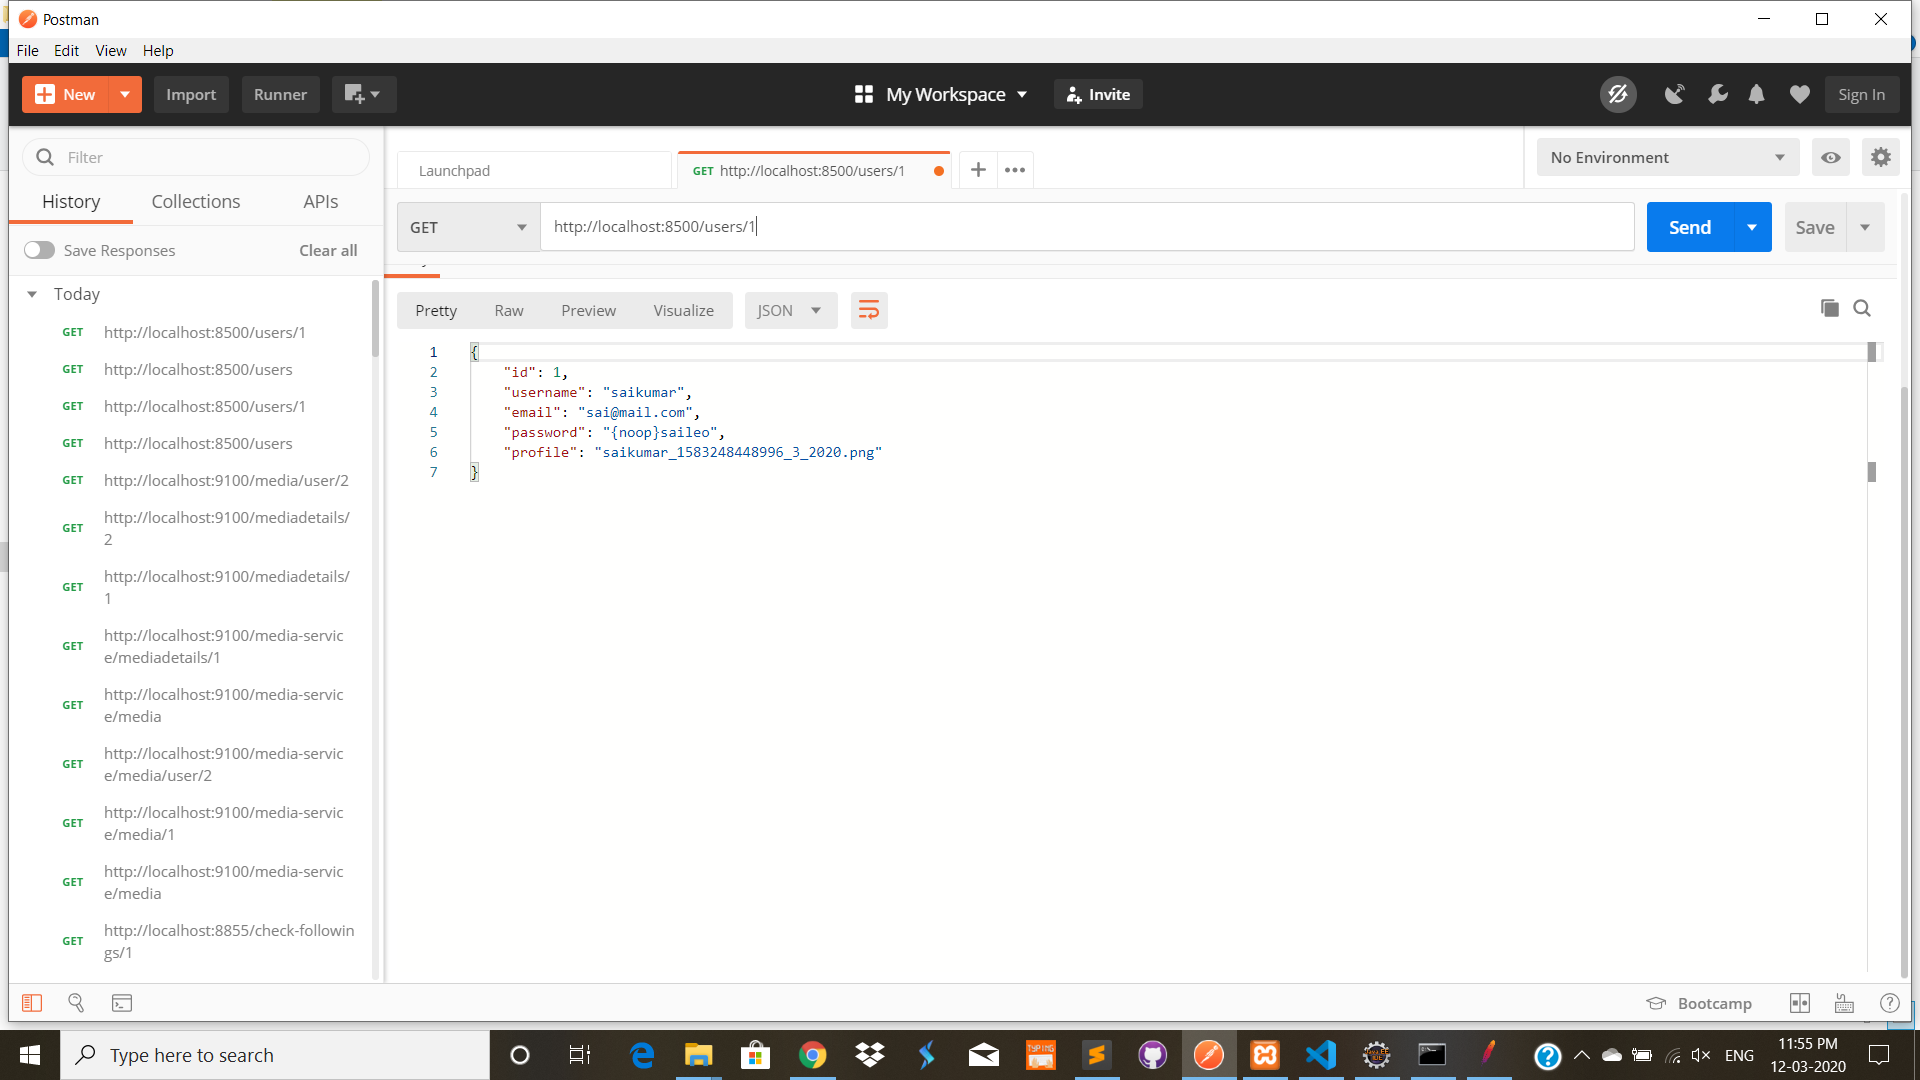 Postman
File Edit View Help
New Import Runner My Workspace Invite Sign In
Filter
History Collections APIs
Save Responses Clear all
Today
GET http://localhost:8500/users/1
GET http://localhost:8500/users
GET http://localhost:8500/users/1
GET http://localhost:8500/users
GET http://localhost:9100/media/user/2
GET http://localhost:9100/mediadetails/
2
GET http://localhost:9100/mediadetails/
1
GET http://localhost:9100/media-servic
e/mediadetails/1
GET http://localhost:9100/media-servic
e/media
GET http://localhost:9100/media-servic
e/media/user/2
GET http://localhost:9100/media-servic
e/media/1
GET http://localhost:9100/media-servic
e/media
GET http://localhost:8855/check-followin
gs/1
Launchpad GET http://localhost:8500/users/1 No Environment
GET http://localhost:8500/users/1 Send Save
Pretty Raw Preview Visualize JSON
1 {
2 "id": 1,
3 "username": "saikumar",
4 "email": "sai@mail.com",
5 "password": "{noop}saileo",
6 "profile": "saikumar_1583248448996_3_2020.png"
7 }
Bootcamp
Type here to search
TYPING
ENG
11:55 PM
12-03-2020